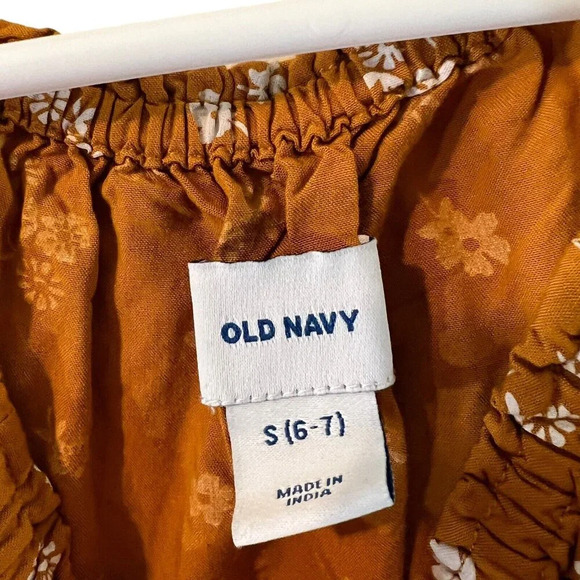 OLD NAVY
S (6-7)
MADE IN
INDIA